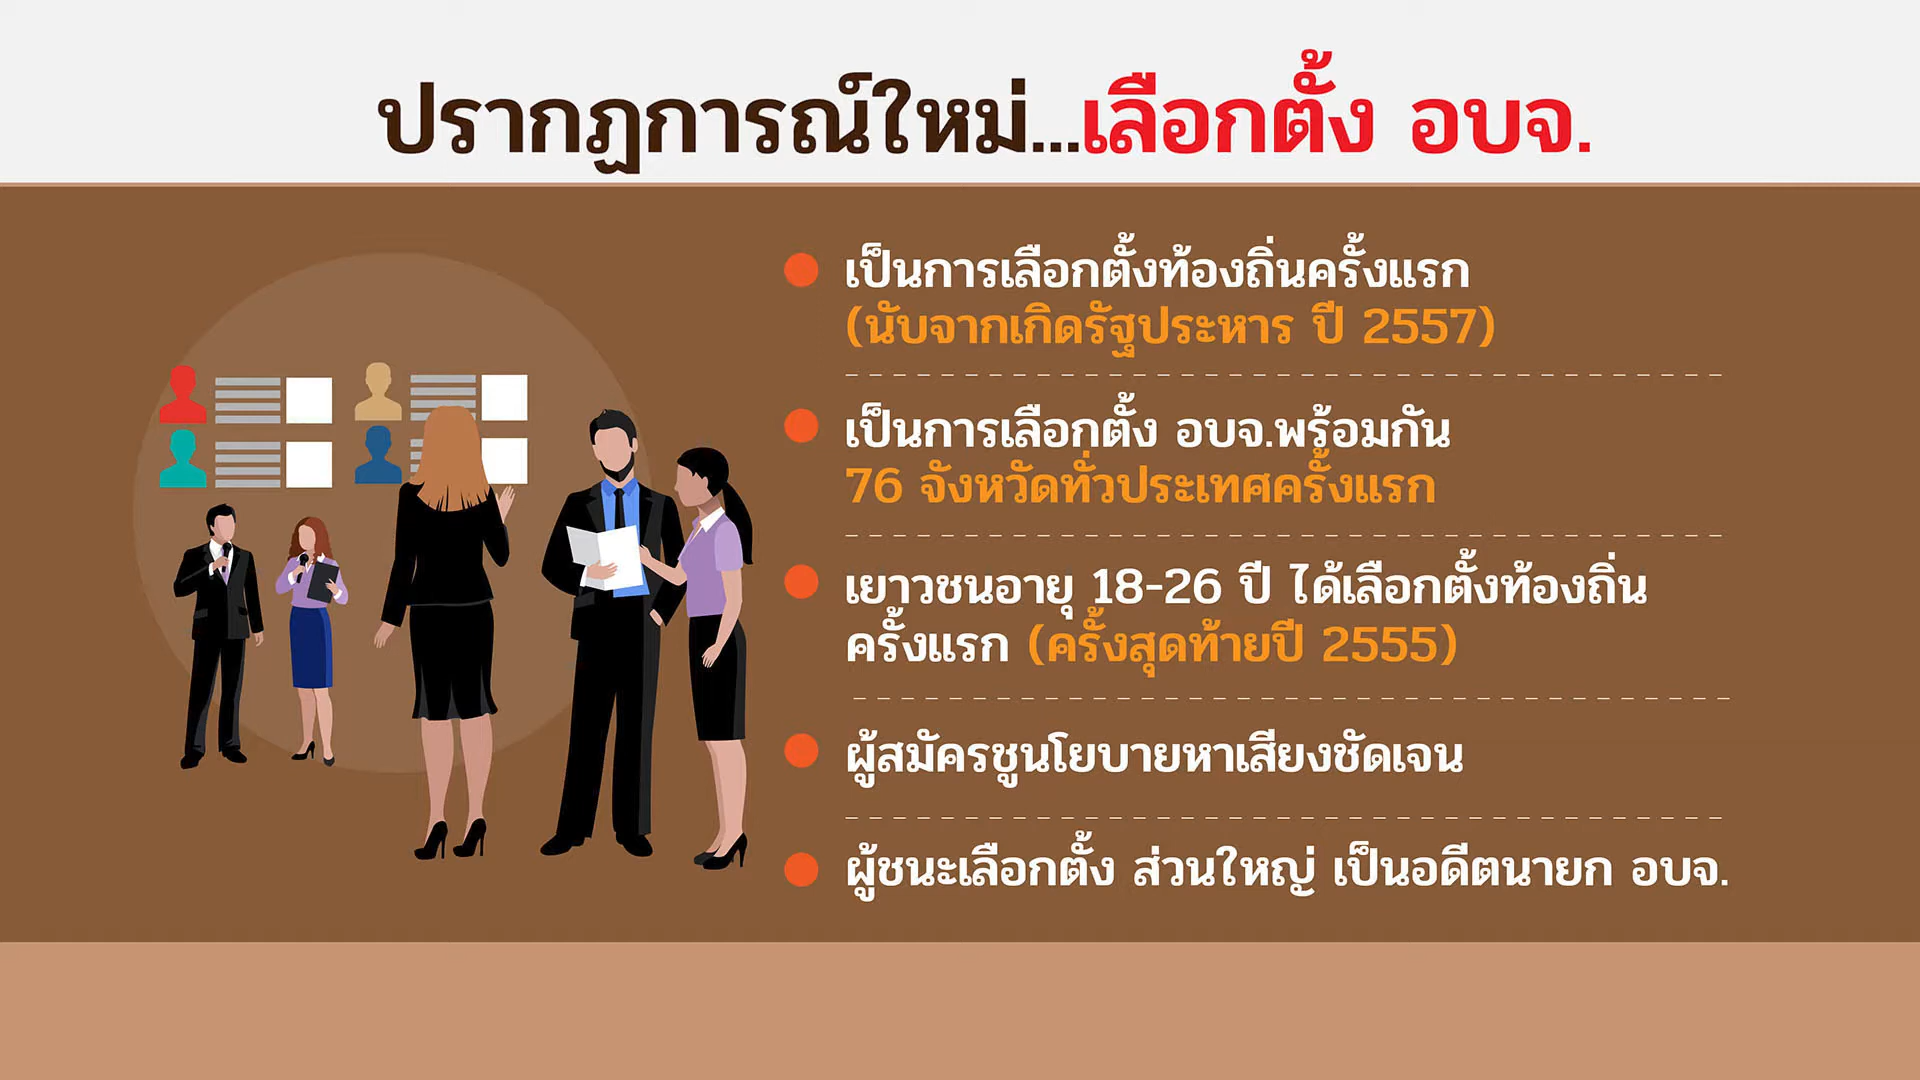 ปรากฏการณ์ใหม่...เลือกตั้ง อบจ.
เป็นการเลือกตั้งท้องถิ่นครั้งแรก
(นับจากเกิดรัฐประหาร ปี 2557)
เป็นการเลือกตั้ง อบจ.พร้อมกัน
76 จังหวัดทั่วประเทศครั้งแรก
เยาวชนอายุ 18-26 ปี ได้เลือกตั้งท้องถิ่น
ครั้งแรก (ครั้งสุดท้ายปี 2555)
ผู้สมัครชูนโยบายหาเสียงชัดเจน
ผู้ชนะเลือกตั้ง ส่วนใหญ่ เป็นอดีตนายก อบจ.